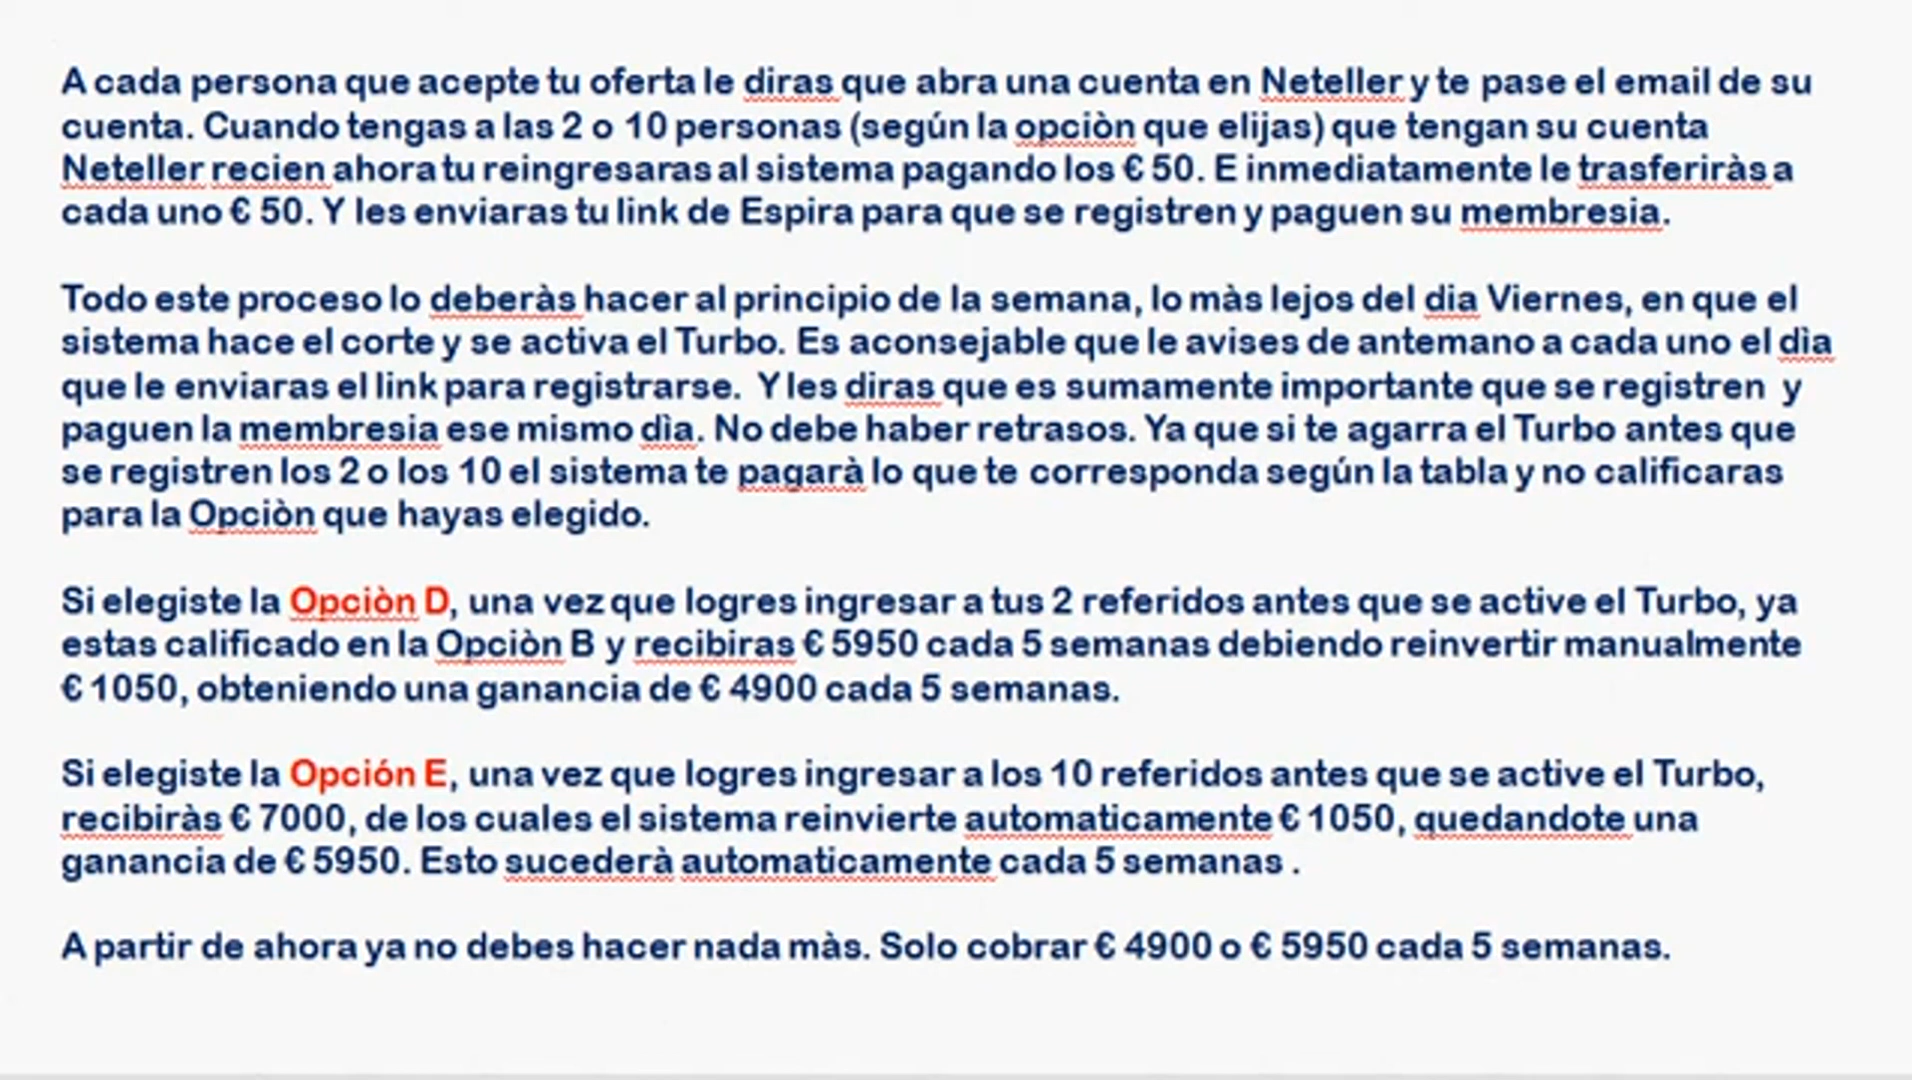 A cada persona que acepte tu oferta le diras que abra una cuenta en Neteller y te pase el email de su
cuenta. Cuando tengas a las 2 o 10 personas (según la opciòn que elijas) que tengan su cuenta
Neteller recien ahora tu reingresaras al sistema pagando los € 50. E inmediatamente le trasferiràs a
cada uno € 50. Y les enviaras tu link de Espira para que se registren y paguen su membresia.
Todo este proceso lo deberàs hacer al principio de la semana, lo màs lejos del dia Viernes, en que el
sistema hace el corte y se activa el Turbo. Es aconsejable que le avises de antemano a cada uno el dìa
que le enviaras el link para registrarse. Y les diras que es sumamente importante que se registren y
paguen la membresia ese mismo dìa. No debe haber retrasos. Ya que si te agarra el Turbo antes que
se registren los 2 o los 10 el sistema te pagarà lo que te corresponda según la tabla y no calificaras
para la Opciòn que hayas elegido.
Si elegiste la Opciòn D, una vez que logres ingresar a tus 2 referidos antes que se active el Turbo, ya
estas calificado en la Opciòn B y recibiras € 5950 cada 5 semanas debiendo reinvertir manualmente
€ 1050, obteniendo una ganancia de € 4900 cada 5 semanas.
Si elegiste la Opción E, una vez que logres ingresar a los 10 referidos antes que se active el Turbo,
recibiràs € 7000, de los cuales el sistema reinvierte automaticamente € 1050, quedandote una
ganancia de € 5950. Esto sucederà automaticamente cada 5 semanas .
A partir de ahora ya no debes hacer nada màs. Solo cobrar € 4900 o € 5950 cada 5 semanas.